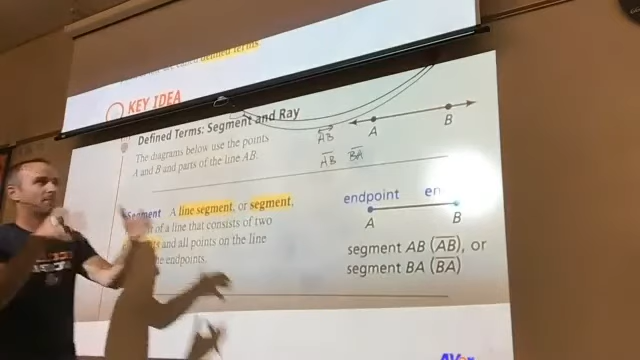 defined terms
KEY IDEA
Defined Terms: Segment and Ray
The diagrams below use the points
A and B and parts of the line AB.
AB
AB BA
A B
Segment A line segment, or segment,
of a line that consists of two
and all points on the line
endpoints.
endpoint
A B
segment AB (AB), or
segment BA (BA)